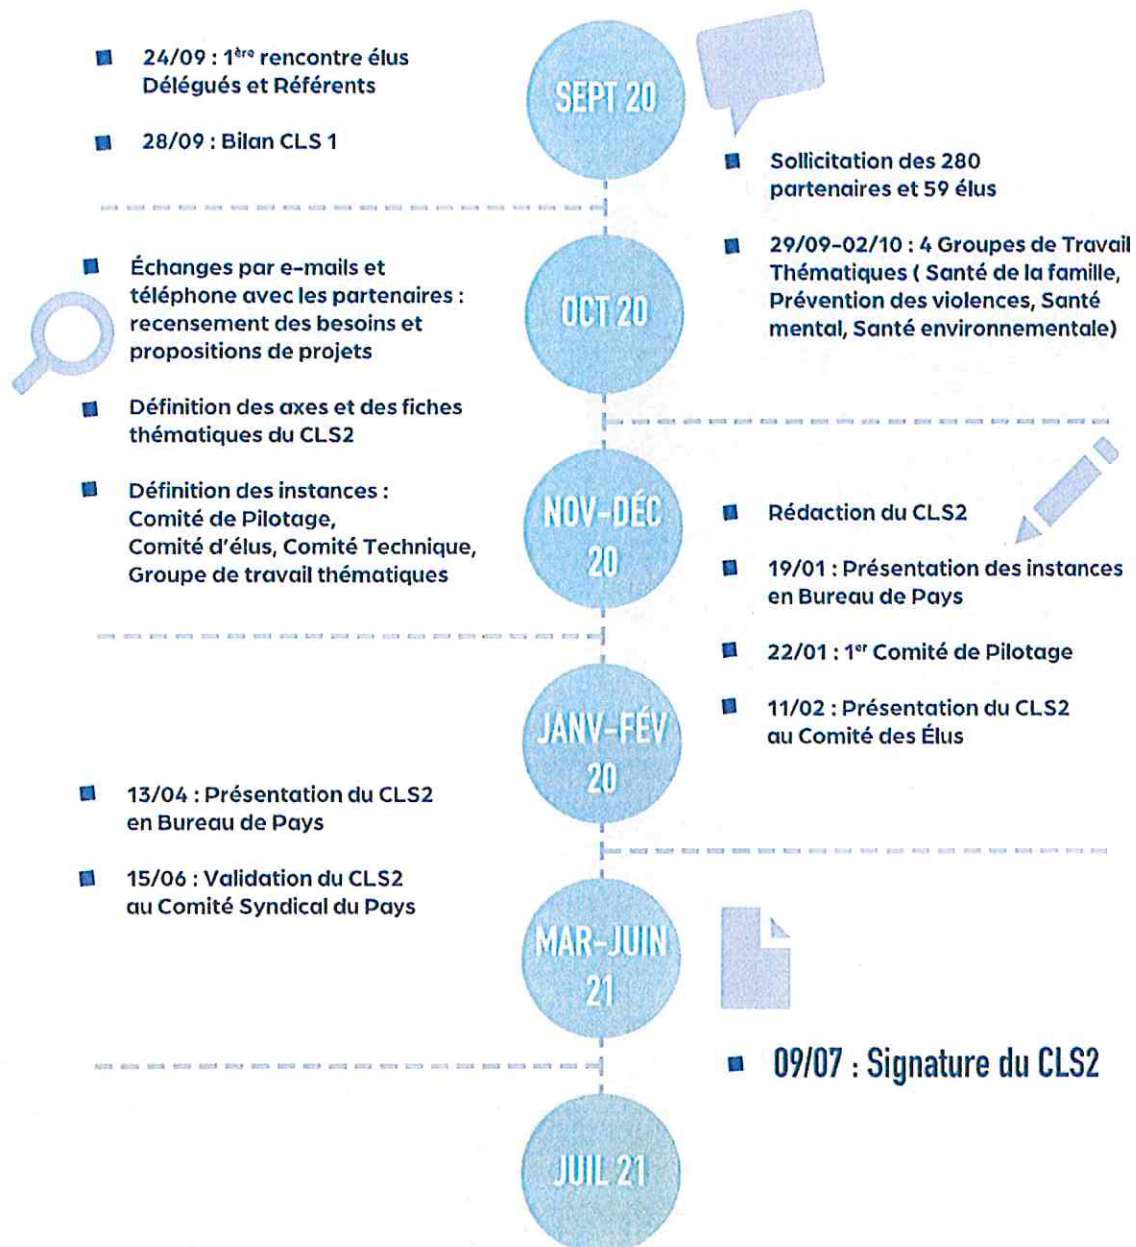 SEPT 20
24/09 : 1ère rencontre élus
Délégués et Référents
28/09 : Bilan CLS 1
OCT 20
Sollicitation des 280
partenaires et 59 élus
29/09-02/10 : 4 Groupes de Travail
Thématiques ( Santé de la famille,
Prévention des violences, Santé
mental, Santé environnementale)
NOV-DÉC
20
Échanges par e-mails et
téléphone avec les partenaires :
recensement des besoins et
propositions de projets
Définition des axes et des fiches
thématiques du CLS2
Définition des instances :
Comité de Pilotage,
Comité d'élus, Comité Technique,
Groupe de travail thématiques
JANV-FÉV
20
Rédaction du CLS2
19/01 : Présentation des instances
en Bureau de Pays
22/01 : 1er Comité de Pilotage
11/02 : Présentation du CLS2
au Comité des Élus
MAR-JUIN
21
13/04 : Présentation du CLS2
en Bureau de Pays
15/06 : Validation du CLS2
au Comité Syndical du Pays
JUIL 21
09/07 : Signature du CLS2